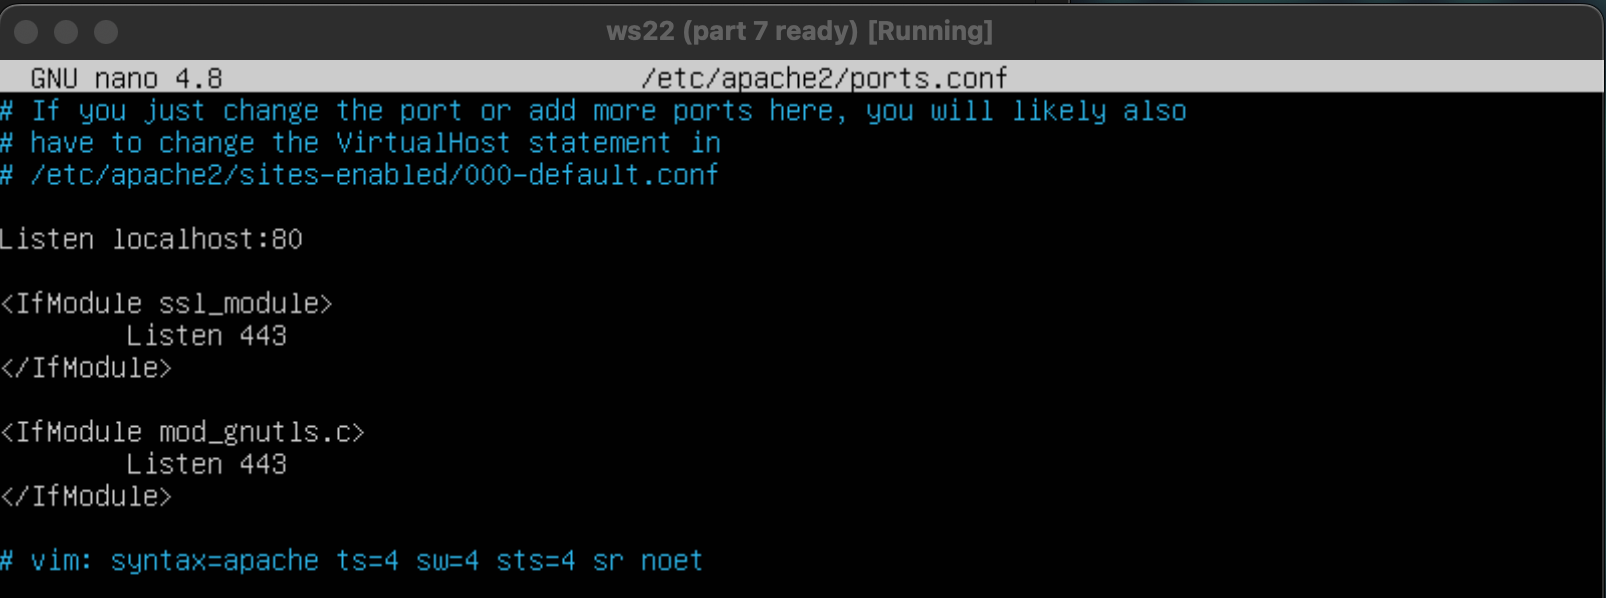 ws22 (part 7 ready) [Running]
GNU nano 4.8 /etc/apache2/ports.conf
# If you just change the port or add more ports here, you will likely also
# have to change the VirtualHost statement in
# /etc/apache2/sites-enabled/000-default.conf
Listen localhost:80
<IfModule ssl_module>
Listen 443
</IfModule>
<IfModule mod_gnutls.c>
Listen 443
</IfModule>
# vim: syntax=apache ts=4 sw=4 sts=4 sr noet